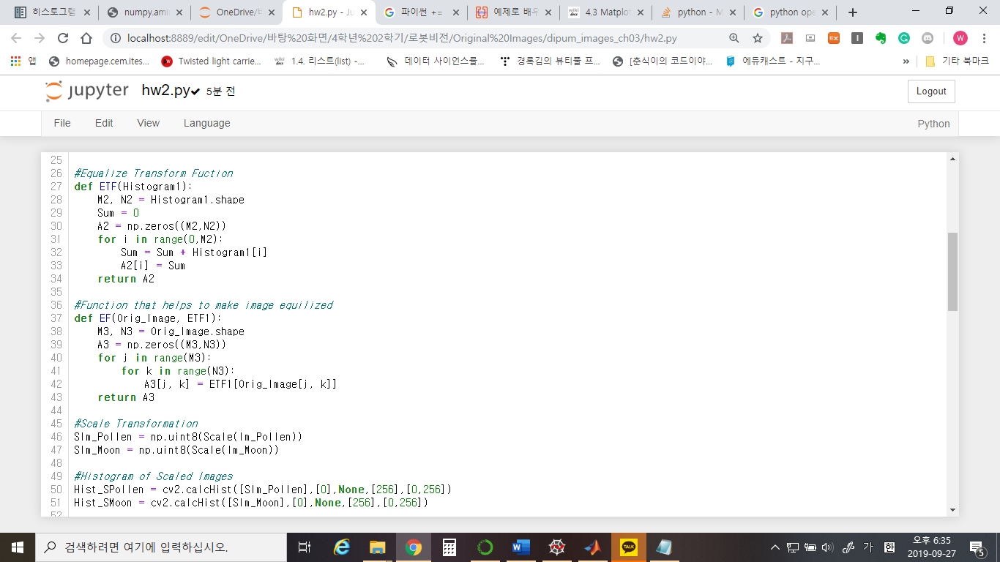 히스토그램
numpy.ami
OneDrive/ㅂ
hw2.py - Ju
파이썬 +=
예제로 배우
4.3 Matplot
python - M
python ope
localhost:8889/edit/OneDrive/바탕%20화면/4학년%202학기/로봇비전/Original%20Images/dipum_images_ch03/hw2.py
W
앱
homepage.cem.ites...
Twisted light carrie...
1.4. 리스트(list) -...
데이터 사이언스를...
경록김의 뷰티풀 프...
[춘식이의 코드이야...
에듀캐스트 - 지구...
»
기타 북마크
jupyter hw2.py✔ 5분 전
Logout
File Edit View Language
Python
25
26 #Equalize Transform Fuction
27 def ETF(Histogram1):
28 M2, N2 = Histogram1.shape
29 Sum = 0
30 A2 = np.zeros((M2,N2))
31 for i in range(0,M2):
32 Sum = Sum + Histogram1[i]
33 A2[i] = Sum
34 return A2
35
36 #Function that helps to make image equilized
37 def EF(Orig_Image, ETF1):
38 M3, N3 = Orig_Image.shape
39 A3 = np.zeros((M3,N3))
40 for j in range(M3):
41 for k in range(N3):
42 A3[j, k] = ETF1[Orig_Image[j, k]]
43 return A3
44
45 #Scale Transformation
46 SIm_Pollen = np.uint8(Scale(Im_Pollen))
47 SIm_Moon = np.uint8(Scale(Im_Moon))
48
49 #Histogram of Scaled Images
50 Hist_SPollen = cv2.calcHist([SIm_Pollen],[0],None,[256],[0,256])
51 Hist_SMoon = cv2.calcHist([SIm_Moon],[0],None,[256],[0,256])
52
검색하려면 여기에 입력하십시오.
TALK
가
한
오후 6:35
2019-09-27
5